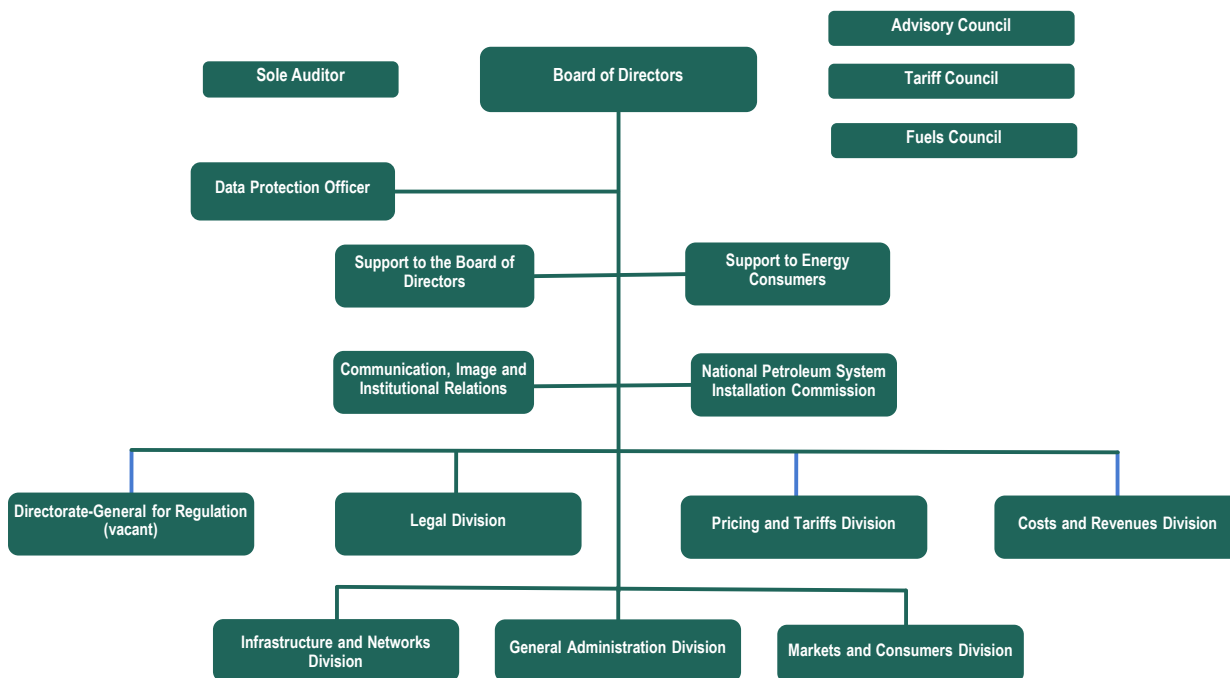 Advisory Council
Sole Auditor
Board of Directors
Tariff Council
Fuels Council
Data Protection Officer
Support to the Board of
Directors
Support to Energy
Consumers
Communication, Image and
Institutional Relations
National Petroleum System
Installation Commission
Directorate-General for Regulation
(vacant)
Legal Division
Pricing and Tariffs Division
Costs and Revenues Division
Infrastructure and Networks
Division
General Administration Division
Markets and Consumers Division